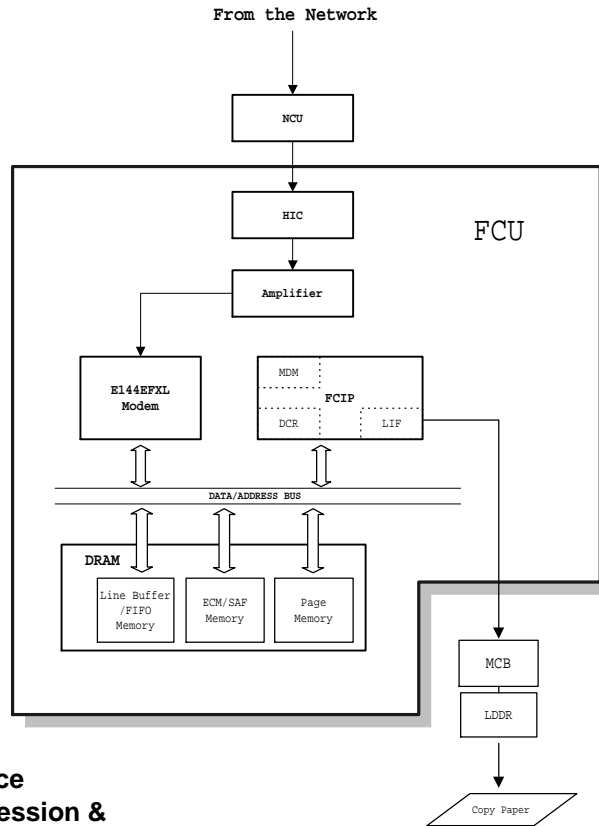 From the Network
NCU
HIC
FCU
Amplifier
E144EFXL
Modem
MDM
FCIP
DCR
LIF
DATA/ADDRESS BUS
DRAM
Line Buffer
/FIFO
Memory
ECM/SAF
Memory
Page
Memory
MCB
LDDR
Copy Paper
ce
ession &